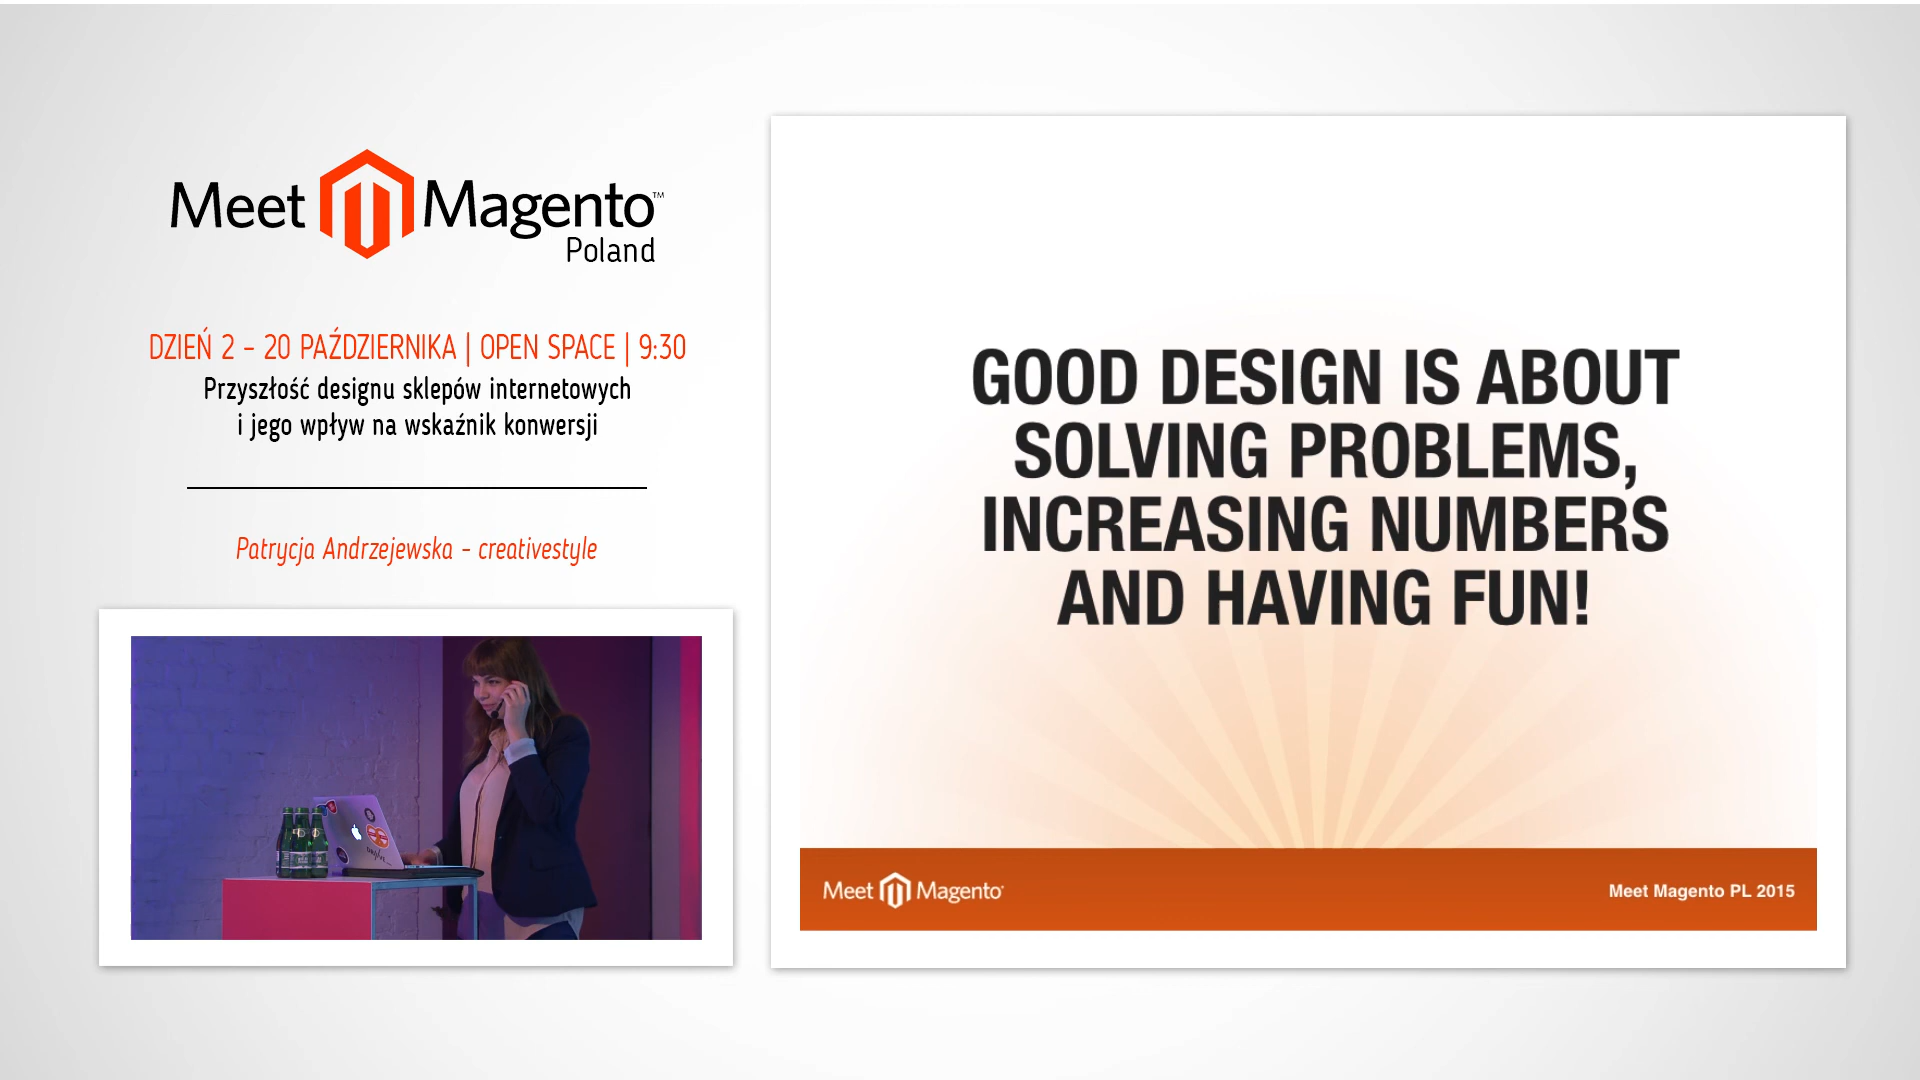 Meet Magento™
Poland
DZIEŃ 2 – 20 PAŹDZIERNIKA | OPEN SPACE | 9:30
Przyszłość designu sklepów internetowych
i jego wpływ na wskaźnik konwersji
Patrycja Andrzejewska - creativestyle
GOOD DESIGN IS ABOUT
SOLVING PROBLEMS,
INCREASING NUMBERS
AND HAVING FUN!
Meet Magento
Meet Magento PL 2015